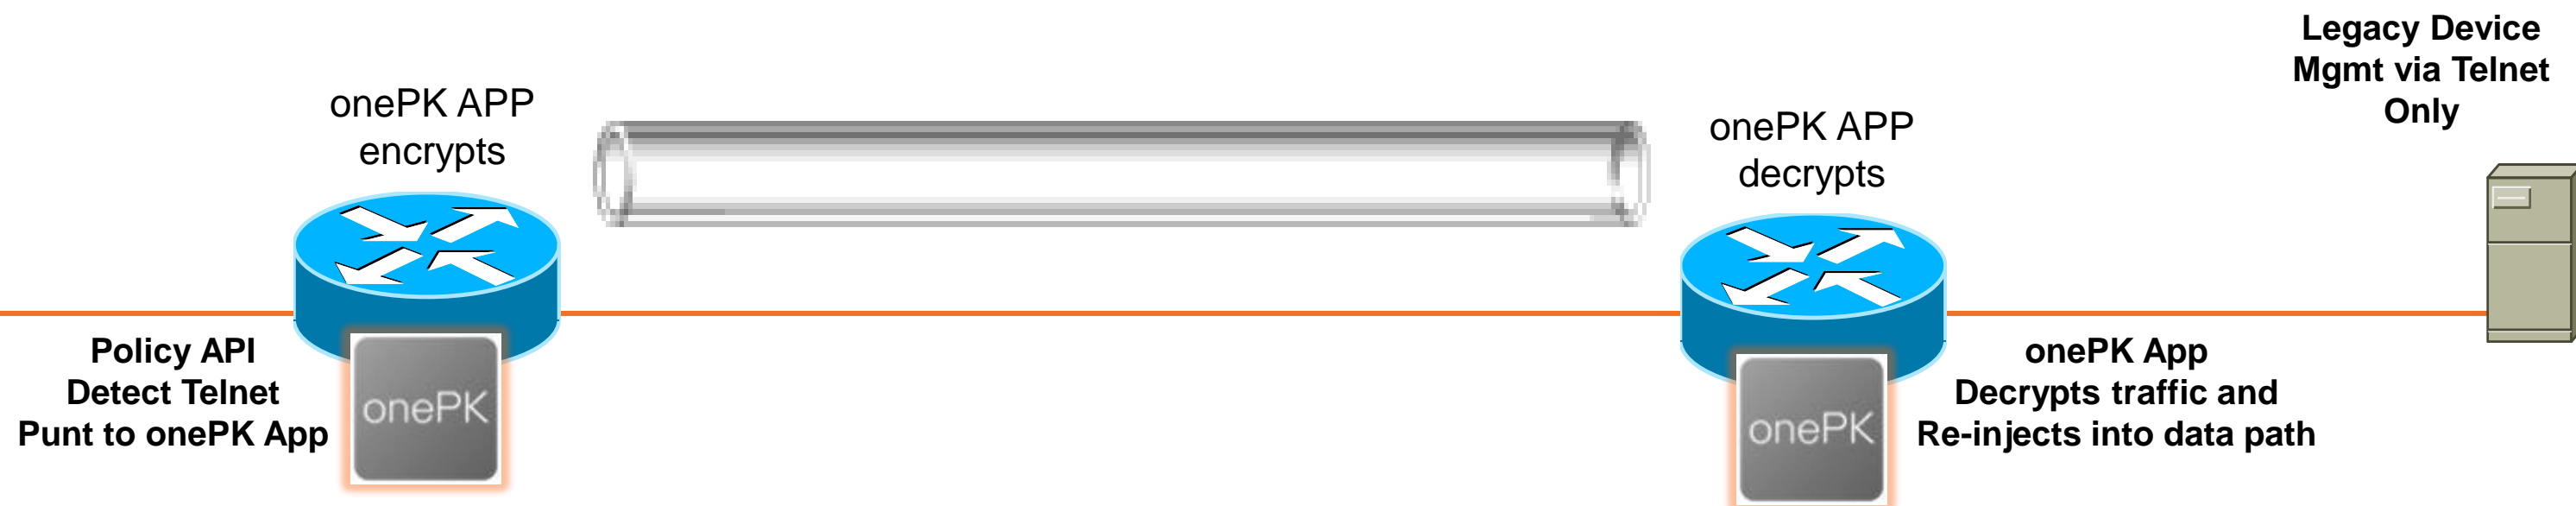 Legacy Device
Mgmt via Telnet
Only
onePK APP
encrypts
onePK APP
decrypts
Policy API
Detect Telnet
Punt to onePK App
onePK
onePK
onePK App
Decrypts traffic and
Re-injects into data path